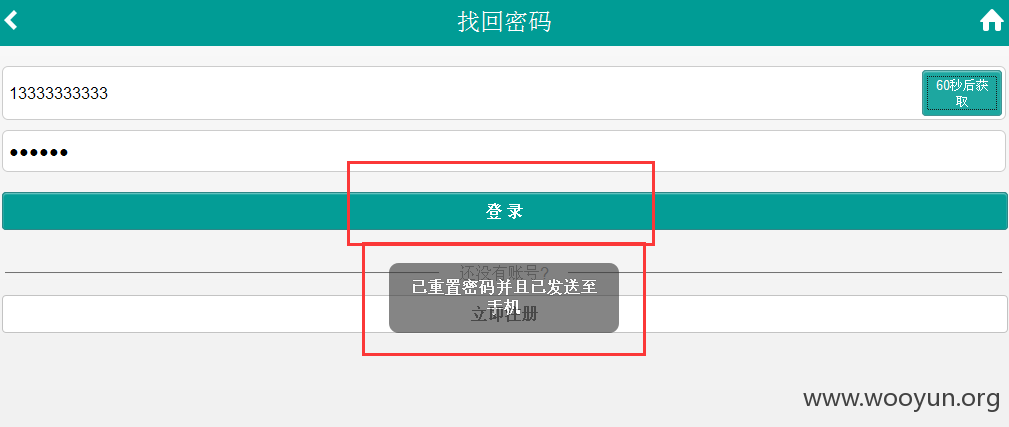 找回密码
13333333333
60秒后获
取
••••••
登 录
还没有账号?
已重置密码并且已发送至
手机
立即注册
www.wooyun.org